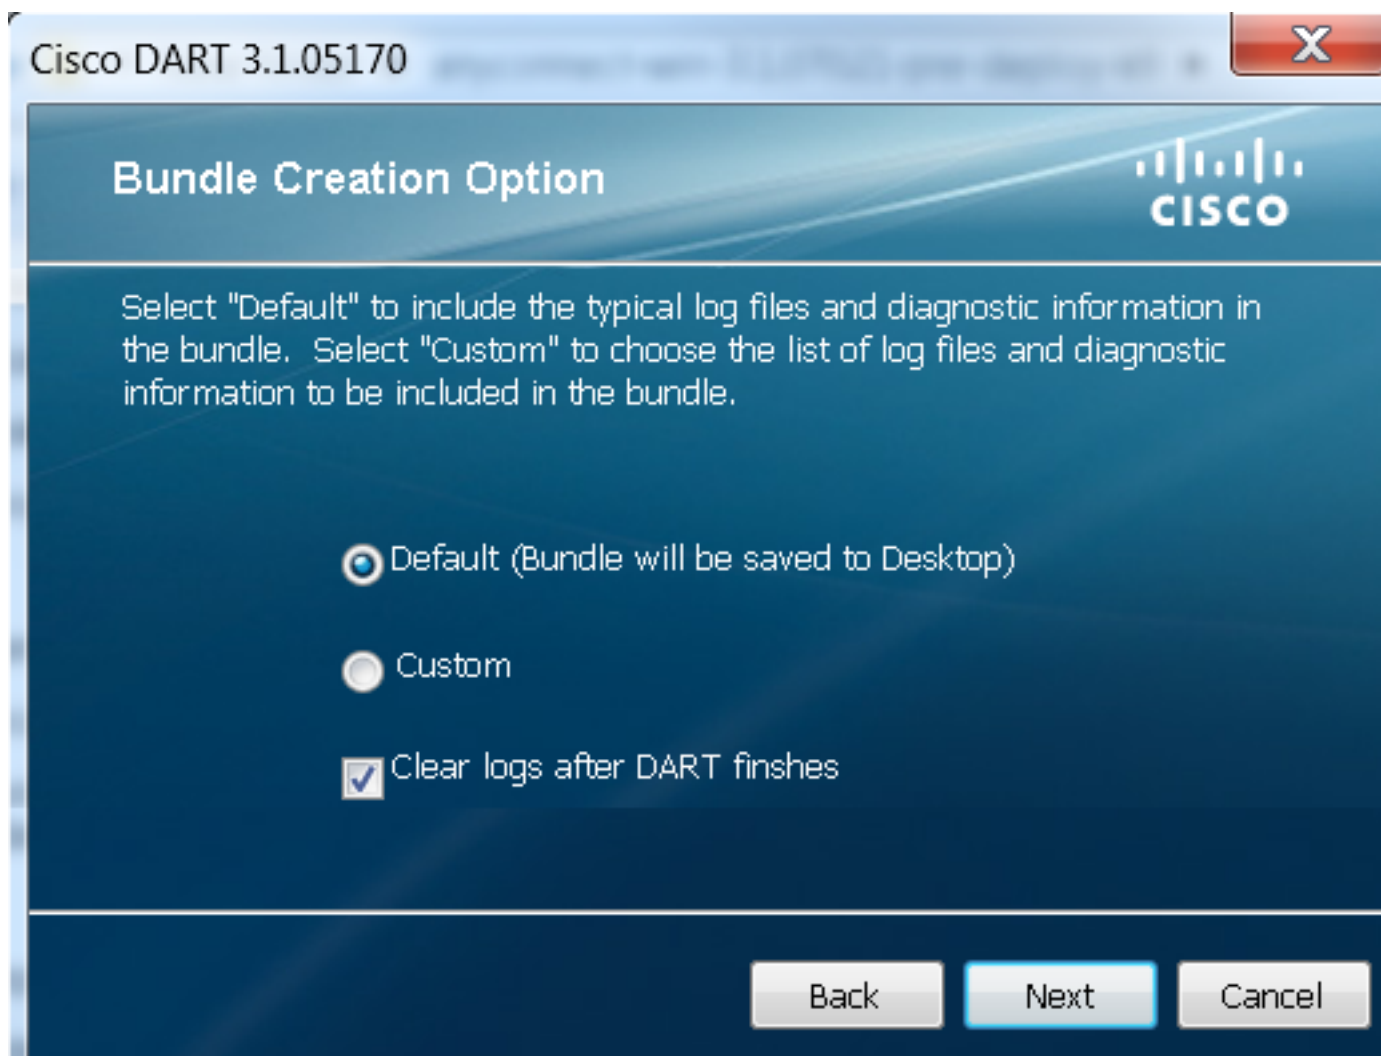 Cisco DART 3.1.05170
Bundle Creation Option
CISCO
Select "Default" to include the typical log files and diagnostic information in
the bundle.  Select "Custom" to choose the list of log files and diagnostic
information to be included in the bundle.
Default (Bundle will be saved to Desktop)
Custom
Clear logs after DART finshes
Back
Next
Cancel